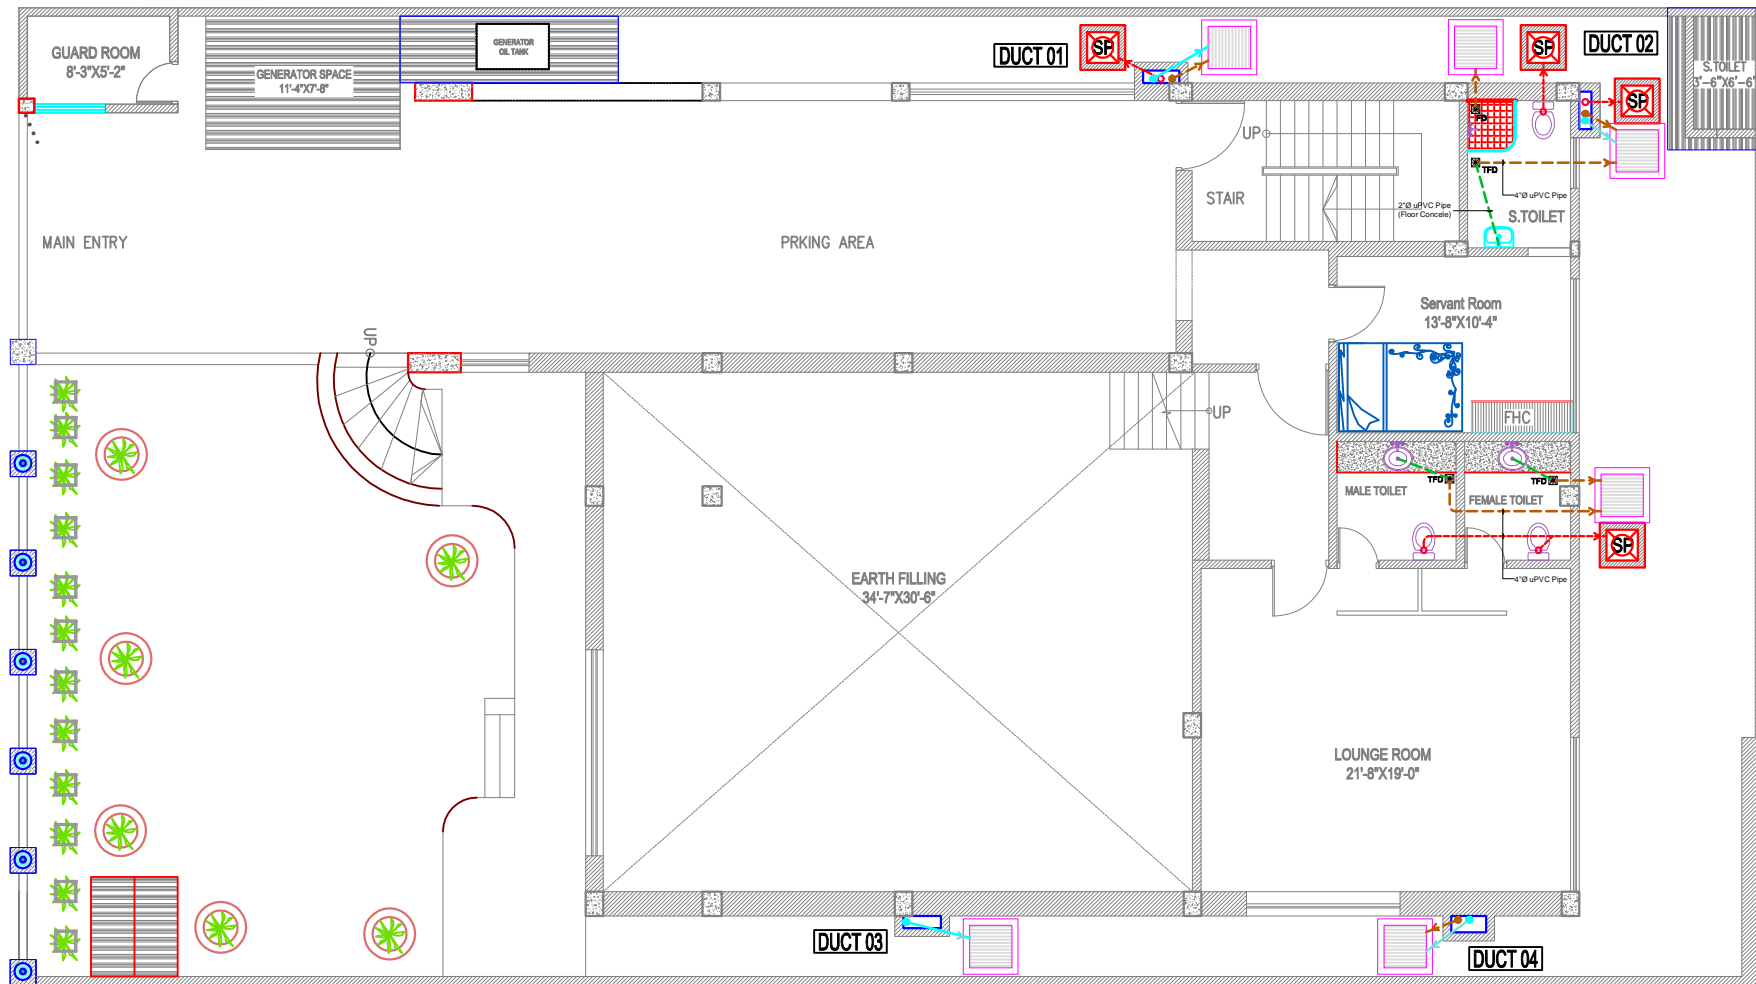 GUARD ROOM
8'-3"X5'-2"
GENERATOR SPACE
11'-4"X7'-8"
GENERATOR
OIL TANK
DUCT 01
SP
SP
DUCT 02
SP
S.TOILET
3'-6"X6'-6"
UP
FD
TFD
STAIR
4"Ø uPVC Pipe
2"Ø uPVC Pipe
(Floor Concele)
S.TOILET
MAIN ENTRY
PRKING AREA
Servant Room
13'-8"X10'-4"
UP
UP
FHC
MALE TOILET
TFD
FEMALE TOILET
TFD
SP
4"Ø uPVC Pipe
EARTH FILLING
34'-7"X30'-6"
LOUNGE ROOM
21'-8"X19'-0"
DUCT 03
DUCT 04